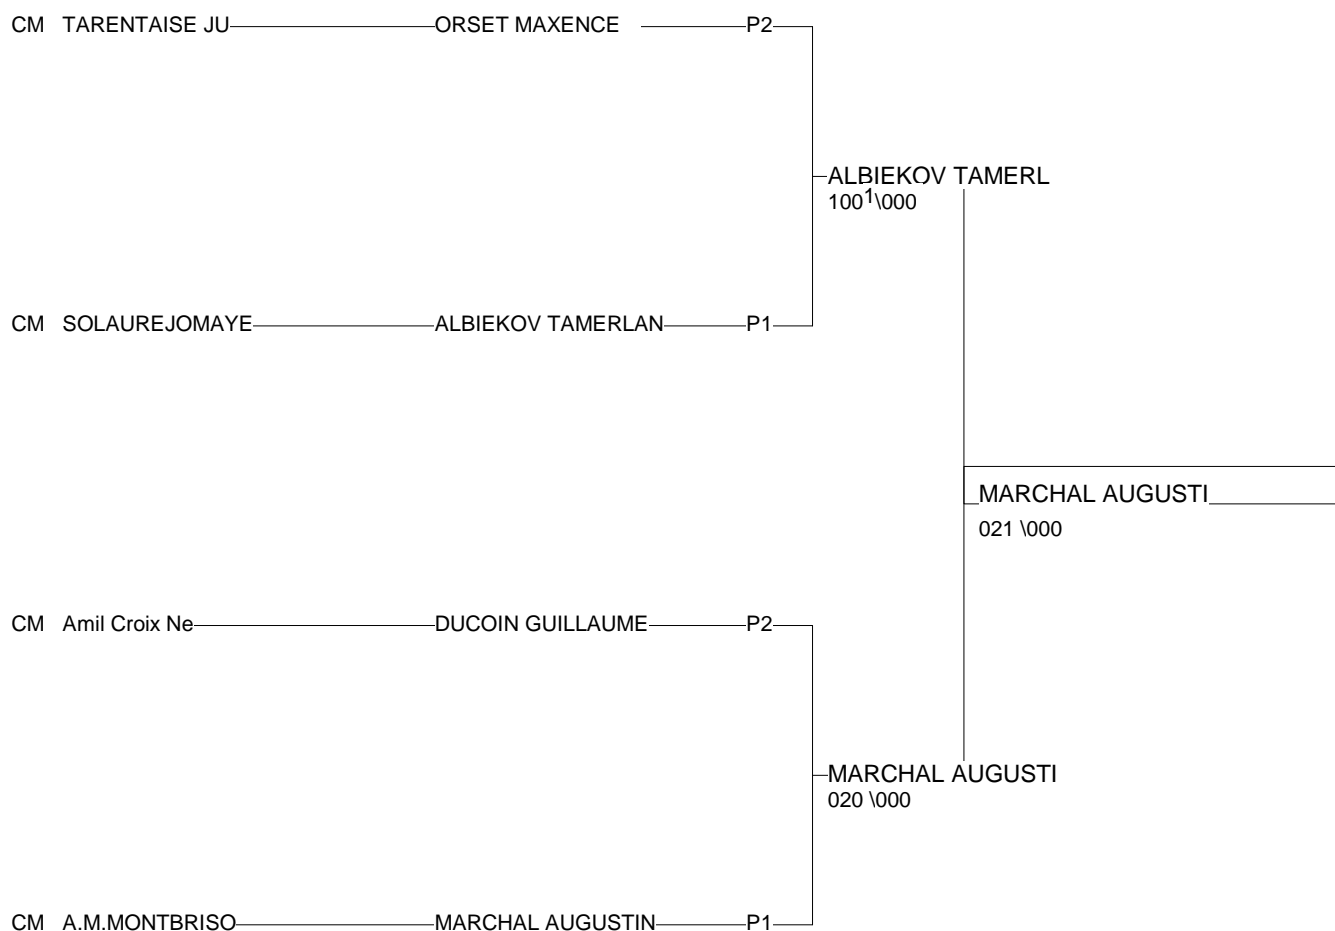 CM TARENTAISE JU ORSET MAXENCE P2
ALBIEKOV TAMERL
100¹\000
CM SOLAUREJOMAYE ALBIEKOV TAMERLAN P1
MARCHAL AUGUSTI
021 \000
CM Amil Croix Ne DUCOIN GUILLAUME P2
MARCHAL AUGUSTI
020 \000
CM A.M.MONTBRISO MARCHAL AUGUSTIN P1